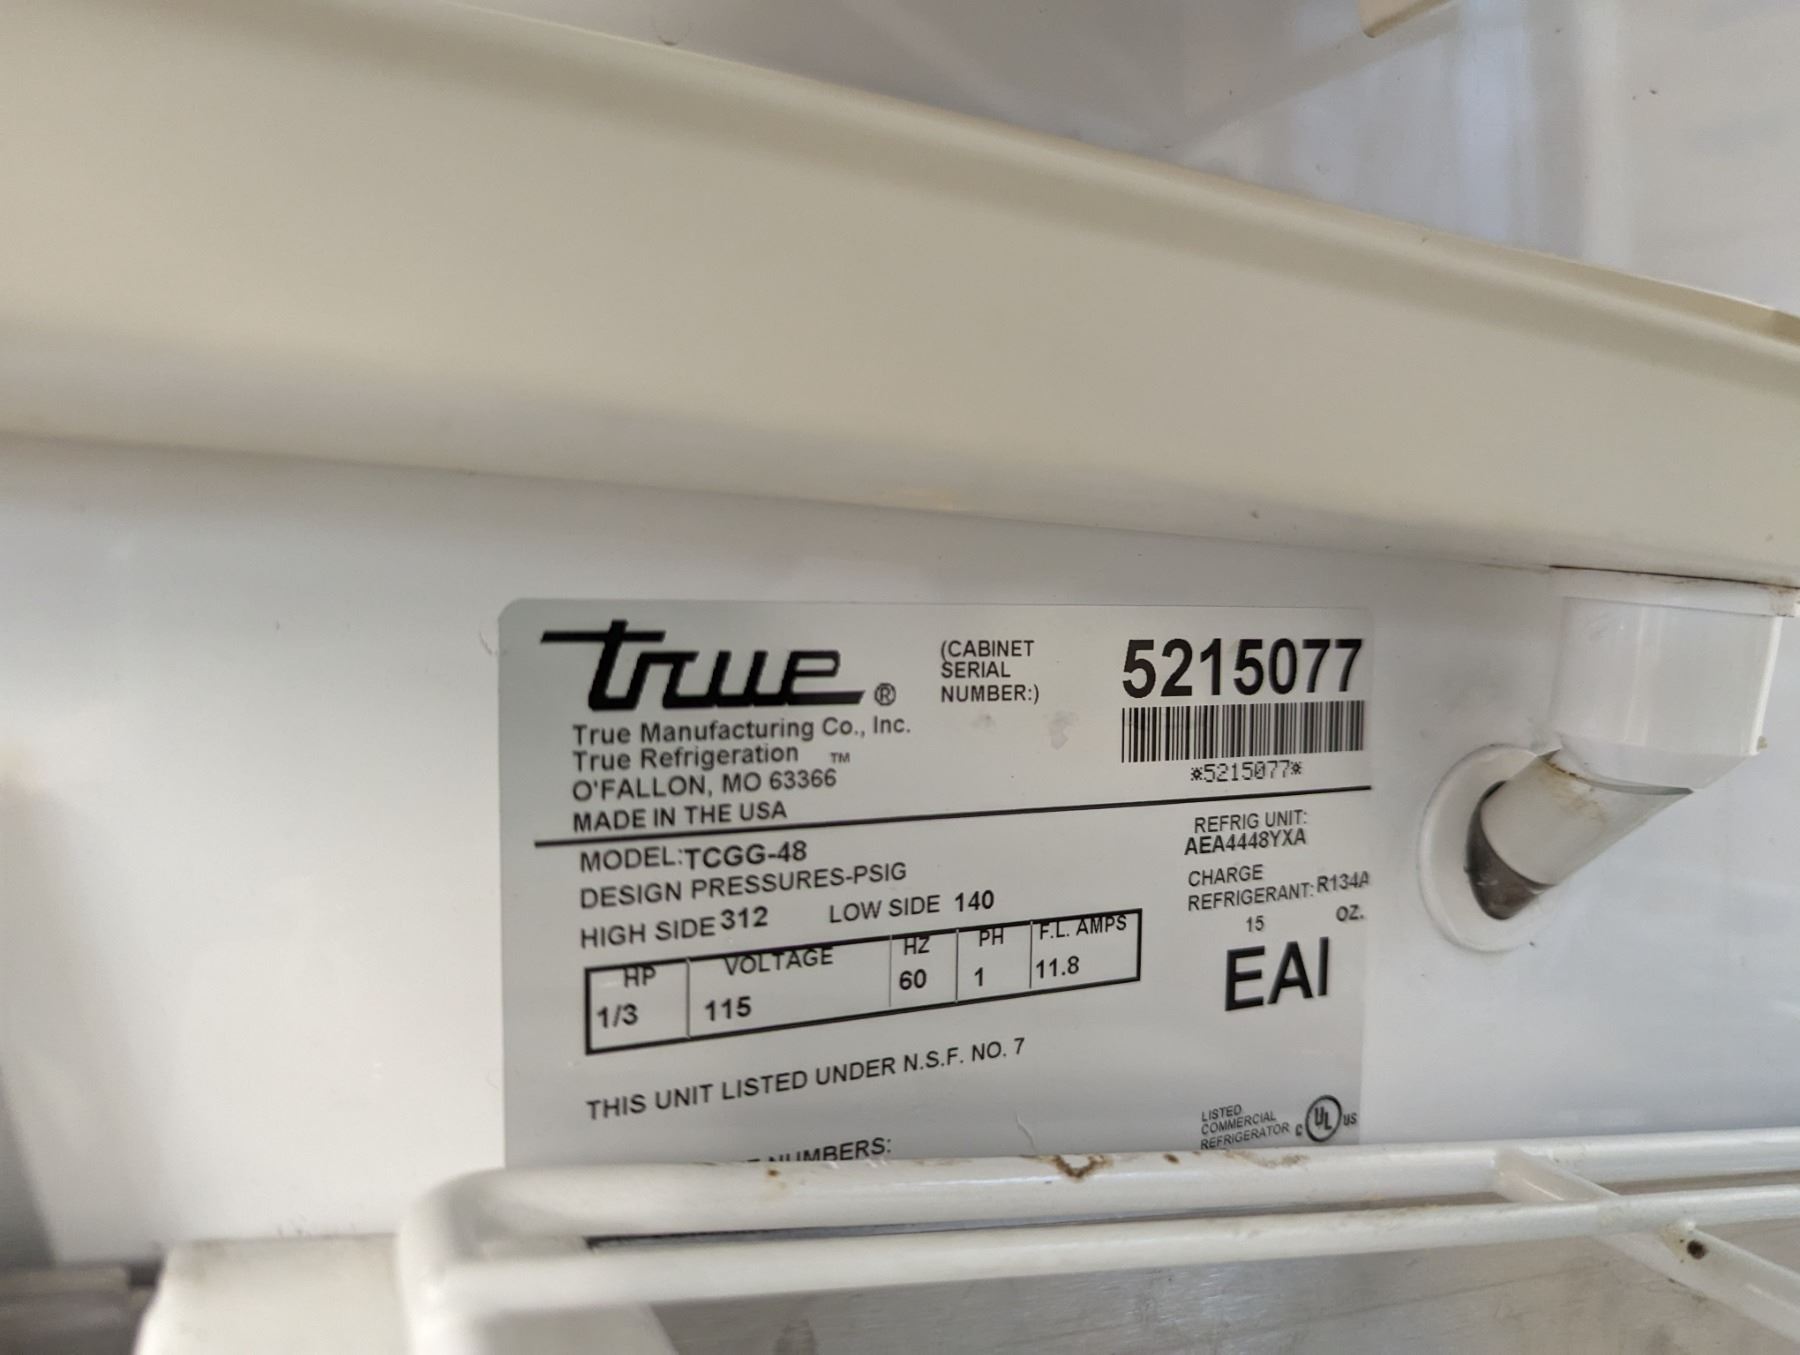 true ®
(CABINET
SERIAL
NUMBER:)
5215077
*5215077*
True Manufacturing Co., Inc.
True Refrigeration ™
O'FALLON, MO 63366
MADE IN THE USA
MODEL:TCGG-48
DESIGN PRESSURES-PSIG
HIGH SIDE 312 LOW SIDE 140
REFRIG UNIT:
AEA4448YXA
CHARGE
REFRIGERANT: R134A
15 OZ.
HP VOLTAGE HZ PH F.L. AMPS
1/3 115 60 1 11.8
EAI
THIS UNIT LISTED UNDER N.S.F. NO. 7
LISTED
COMMERCIAL
REFRIGERATOR
c UL US
NUMBERS: